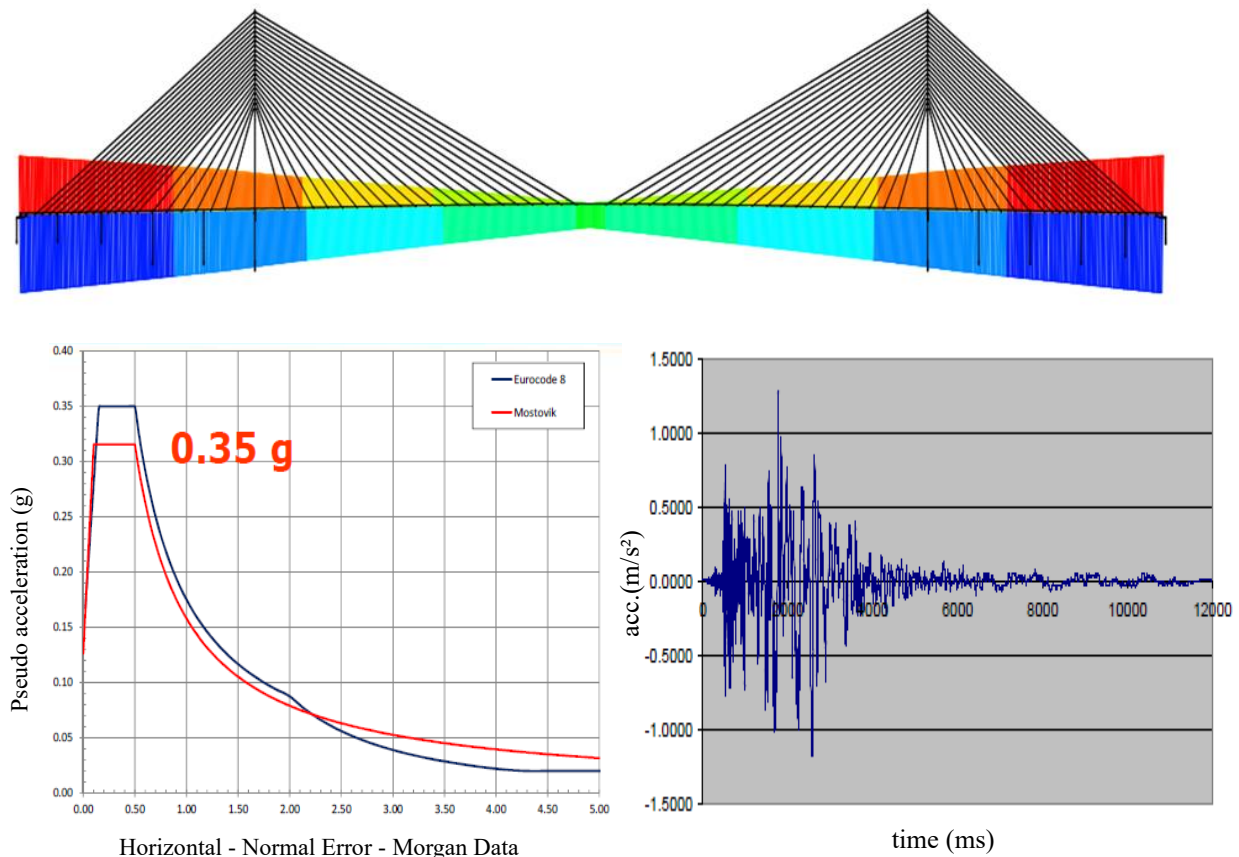 0.40
0.35
0.30
0.25
0.20
0.15
0.10
0.05
0.00
Pseudo acceleration (g)
Eurocode 8
Mostovik
0.35 g
0.00 0.50 1.00 1.50 2.00 2.50 3.00 3.50 4.00 4.50 5.00
Horizontal - Normal Error - Morgan Data
1.5000
1.0000
0.5000
0.0000
-0.5000
-1.0000
-1.5000
acc.(m/s²)
0 2000 4000 6000 8000 10000 12000
time (ms)